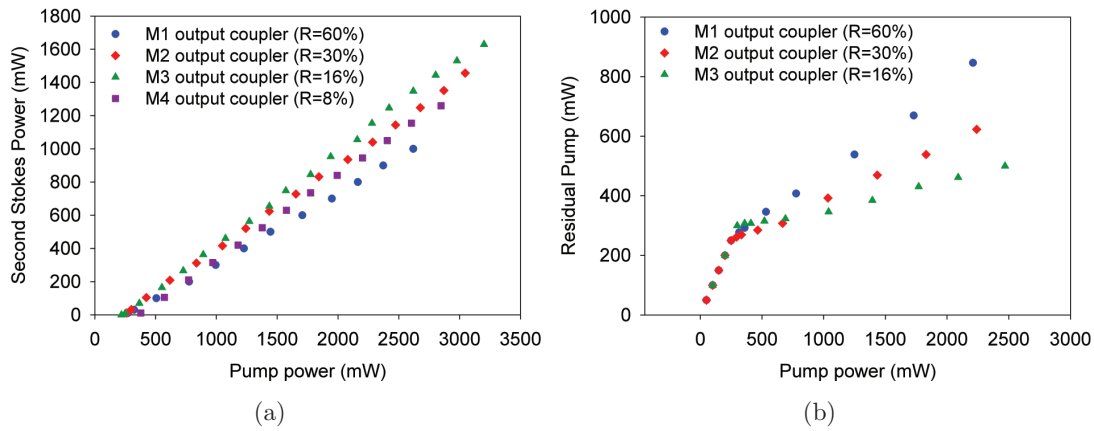 1800
1600
1400
1200
1000
800
600
400
200
0
Second Stokes Power (mW)
M1 output coupler (R=60%)
M2 output coupler (R=30%)
M3 output coupler (R=16%)
M4 output coupler (R=8%)
0 500 1000 1500 2000 2500 3000 3500
Pump power (mW)
(a)
1000
800
600
400
200
0
Residual Pump (mW)
M1 output coupler (R=60%)
M2 output coupler (R=30%)
M3 output coupler (R=16%)
0 500 1000 1500 2000 2500 3000
Pump power (mW)
(b)